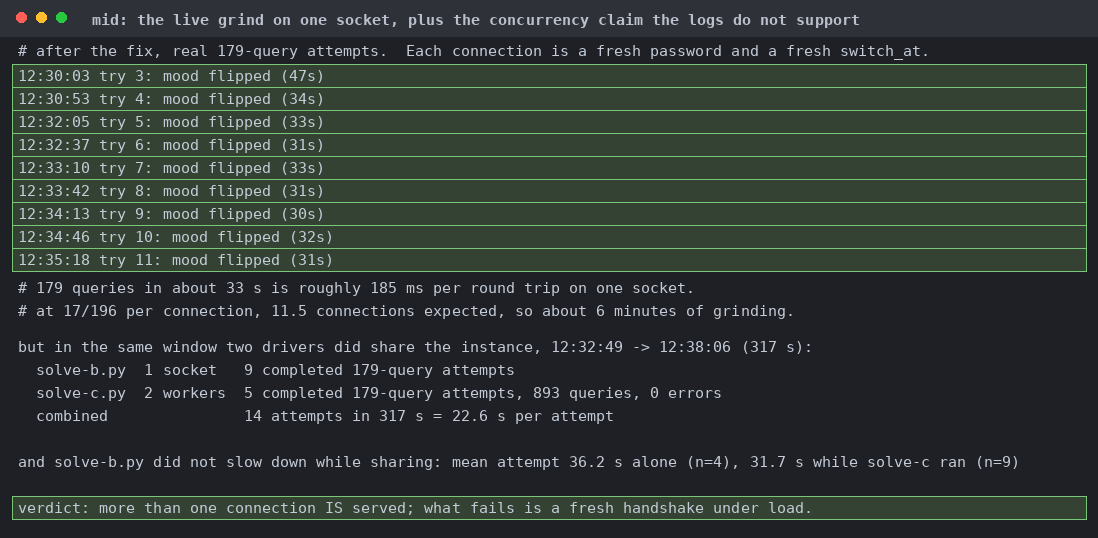 mid: the live grind on one socket, plus the concurrency claim the logs do not support
# after the fix, real 179-query attempts.  Each connection is a fresh password and a fresh switch_at.
12:30:03 try 3: mood flipped (47s)
12:30:53 try 4: mood flipped (34s)
12:32:05 try 5: mood flipped (33s)
12:32:37 try 6: mood flipped (31s)
12:33:10 try 7: mood flipped (33s)
12:33:42 try 8: mood flipped (31s)
12:34:13 try 9: mood flipped (30s)
12:34:46 try 10: mood flipped (32s)
12:35:18 try 11: mood flipped (31s)
# 179 queries in about 33 s is roughly 185 ms per round trip on one socket.
# at 17/196 per connection, 11.5 connections expected, so about 6 minutes of grinding.
but in the same window two drivers did share the instance, 12:32:49 -> 12:38:06 (317 s):
  solve-b.py  1 socket   9 completed 179-query attempts
  solve-c.py  2 workers  5 completed 179-query attempts, 893 queries, 0 errors
  combined               14 attempts in 317 s = 22.6 s per attempt
and solve-b.py did not slow down while sharing: mean attempt 36.2 s alone (n=4), 31.7 s while solve-c ran (n=9)
verdict: more than one connection IS served; what fails is a fresh handshake under load.